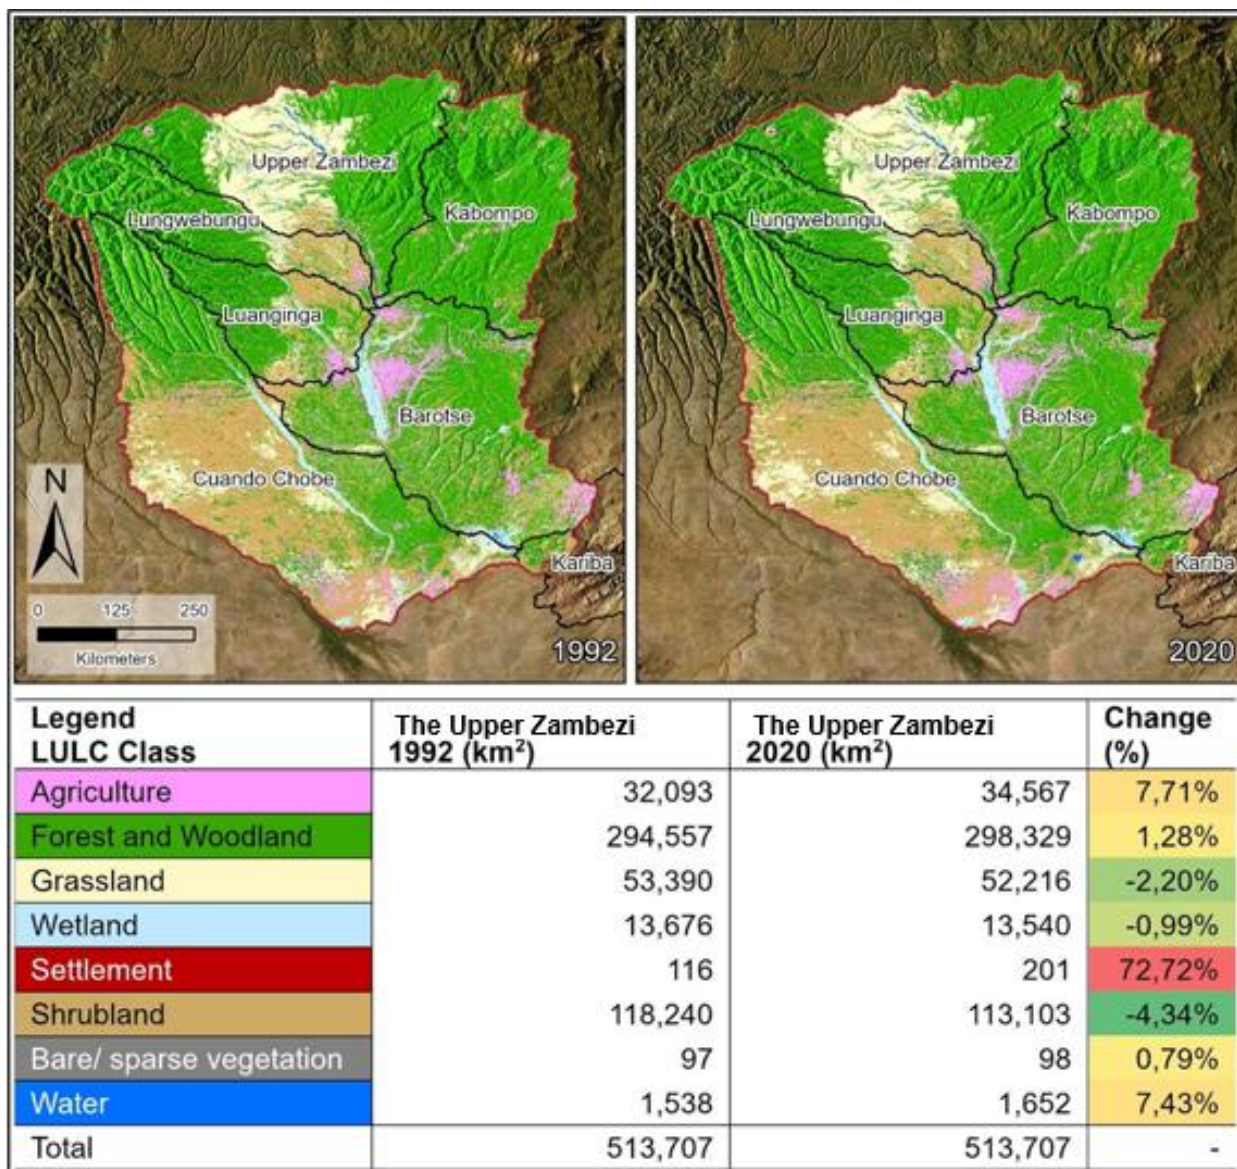 Upper Zambezi
Lungwebungu
Kabompo
Luanginga
Barotse
Cuando Chobe
Kariba
N
0 125 250
Kilometers
1992
Upper Zambezi
Lungwebungu
Kabompo
Luanginga
Barotse
Cuando Chobe
Kariba
2020
Legend
LULC Class
The Upper Zambezi
1992 (km²)
The Upper Zambezi
2020 (km²)
Change
(%)
Agriculture 32,093 34,567 7,71%
Forest and Woodland 294,557 298,329 1,28%
Grassland 53,390 52,216 -2,20%
Wetland 13,676 13,540 -0,99%
Settlement 116 201 72,72%
Shrubland 118,240 113,103 -4,34%
Bare/ sparse vegetation 97 98 0,79%
Water 1,538 1,652 7,43%
Total 513,707 513,707 -